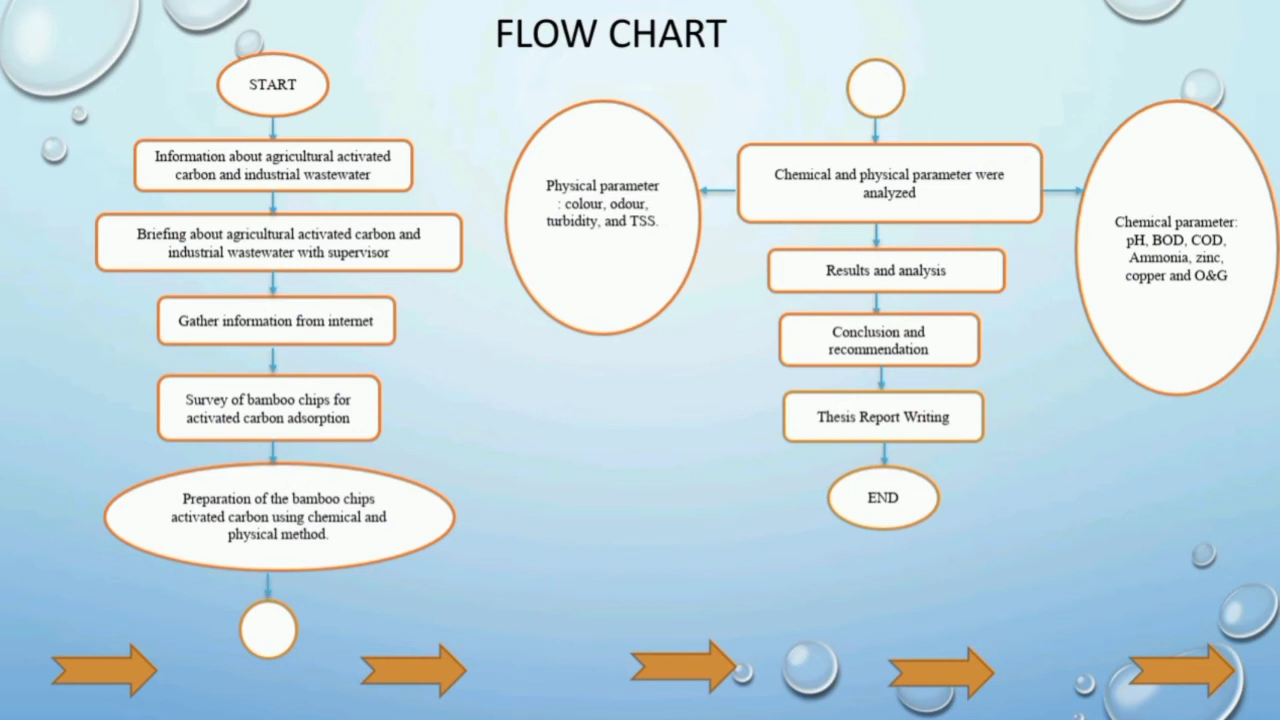 FLOW CHART
START
Information about agricultural activated
carbon and industrial wastewater
Briefing about agricultural activated carbon and
industrial wastewater with supervisor
Gather information from internet
Survey of bamboo chips for
activated carbon adsorption
Preparation of the bamboo chips
activated carbon using chemical and
physical method.
Physical parameter
: colour, odour,
turbidity, and TSS.
Chemical and physical parameter were
analyzed
Chemical parameter:
pH, BOD, COD,
Ammonia, zinc,
copper and O&G
Results and analysis
Conclusion and
recommendation
Thesis Report Writing
END